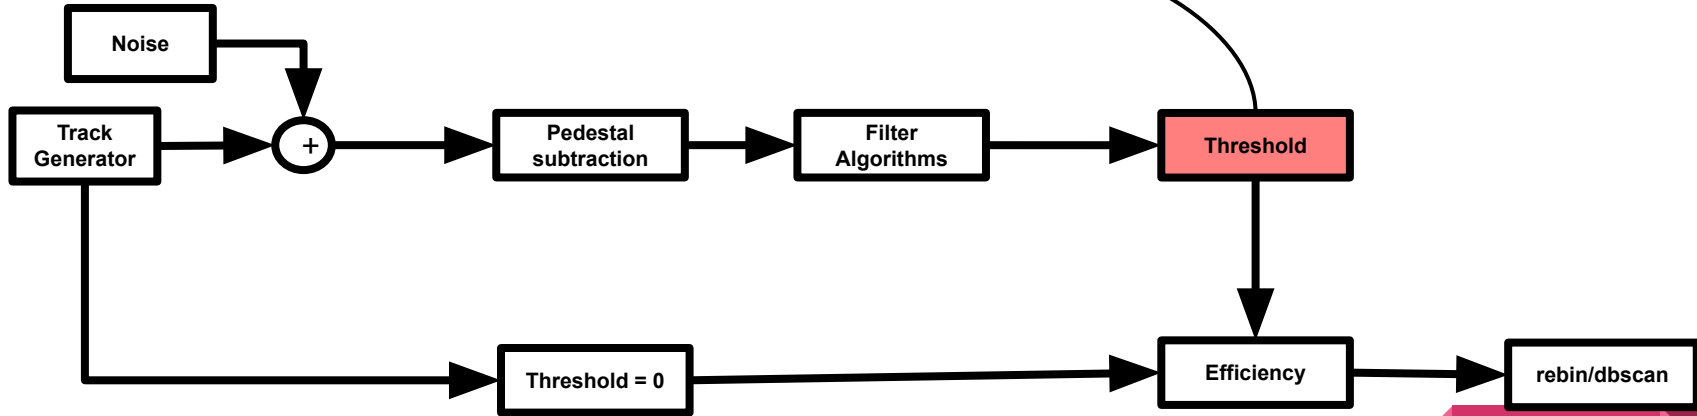 Noise
Track
Generator
+
Pedestal
subtraction
Filter
Algorithms
Threshold
Threshold = 0
Efficiency
rebin/dbscan